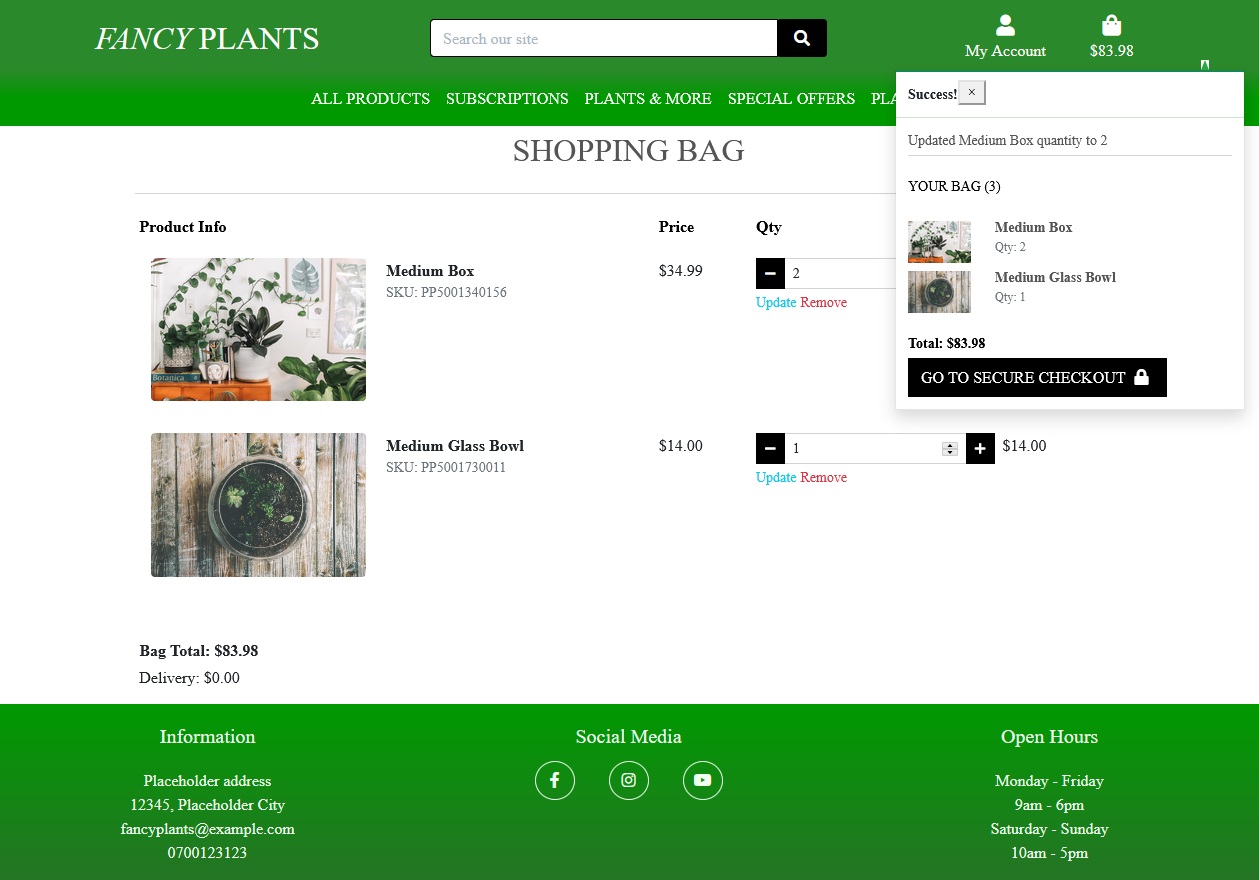 FANCY PLANTS
Search our site
My Account
$83.98
ALL PRODUCTS SUBSCRIPTIONS PLANTS & MORE SPECIAL OFFERS
Success! ×
Updated Medium Box quantity to 2
YOUR BAG (3)
Medium Box
Qty: 2
Medium Glass Bowl
Qty: 1
Total: $83.98
GO TO SECURE CHECKOUT
SHOPPING BAG
Product Info Price Qty
Medium Box $34.99 2
SKU: PP5001340156
Update Remove
Botanica
Medium Glass Bowl $14.00 1 $14.00
SKU: PP5001730011
Update Remove
Bag Total: $83.98
Delivery: $0.00
Information
Placeholder address
12345, Placeholder City
fancyplants@example.com
0700123123
Social Media
Open Hours
Monday - Friday
9am - 6pm
Saturday - Sunday
10am - 5pm